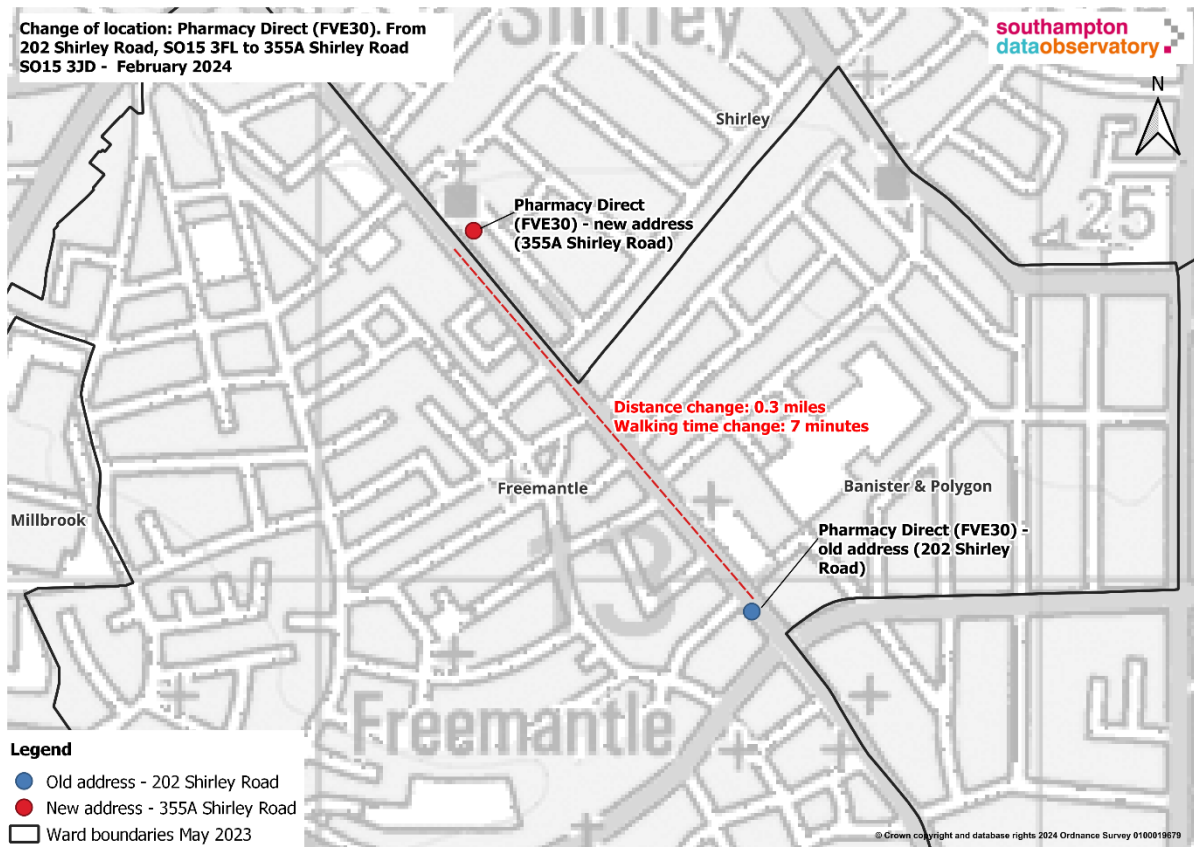 Change of location: Pharmacy Direct (FVE30). From
202 Shirley Road, SO15 3FL to 355A Shirley Road
SO15 3JD - February 2024
Shirley
southampton
dataobservatory
N
Shirley
Pharmacy Direct
(FVE30) - new address
(355A Shirley Road)
25
Distance change: 0.3 miles
Walking time change: 7 minutes
Freemantle
Banister & Polygon
Millbrook
Pharmacy Direct (FVE30) -
old address (202 Shirley
Road)
13
Freemantle
Legend
Old address - 202 Shirley Road
New address - 355A Shirley Road
Ward boundaries May 2023
© Crown copyright and database rights 2024 Ordnance Survey 0100019679